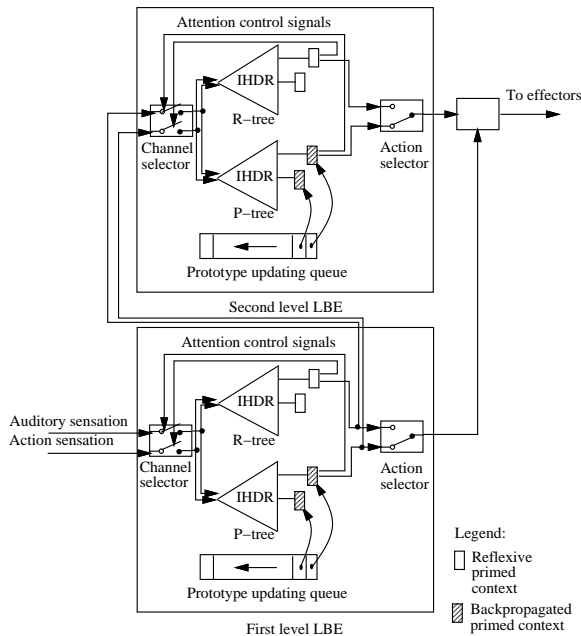 Attention control signals
To effectors
IHDR
R-tree
Channel
selector
Action
selector
IHDR
P-tree
Prototype updating queue
Second level LBE
Attention control signals
Auditory sensation
Action sensation
IHDR
R-tree
Channel
selector
Action
selector
IHDR
P-tree
Prototype updating queue
First level LBE
Legend:
Reflexive
primed
context
Backpropagated
primed context